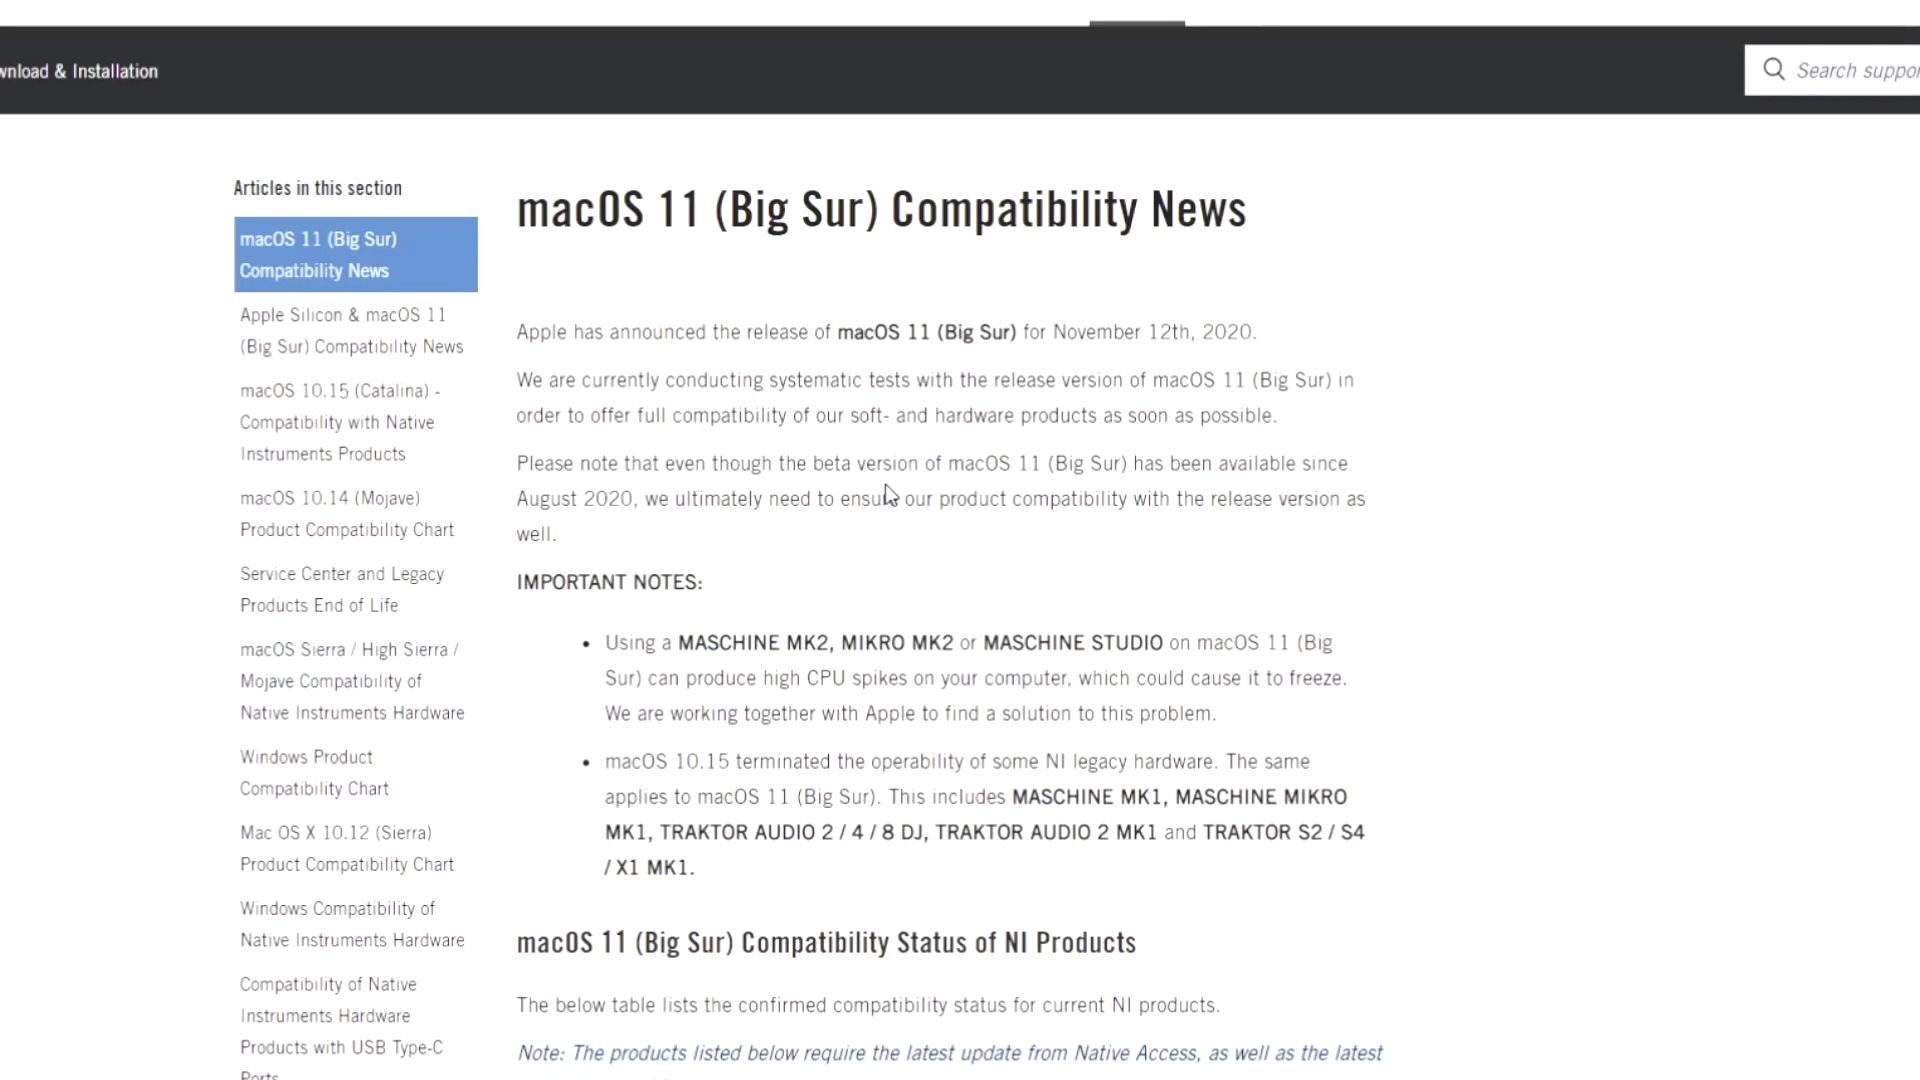 wnload & Installation
Search suppor
Articles in this section
macOS 11 (Big Sur)
Compatibility News
Apple Silicon & macOS 11
(Big Sur) Compatibility News
macOS 10.15 (Catalina) -
Compatibility with Native
Instruments Products
macOS 10.14 (Mojave)
Product Compatibility Chart
Service Center and Legacy
Products End of Life
macOS Sierra / High Sierra /
Mojave Compatibility of
Native Instruments Hardware
Windows Product
Compatibility Chart
Mac OS X 10.12 (Sierra)
Product Compatibility Chart
Windows Compatibility of
Native Instruments Hardware
Compatibility of Native
Instruments Hardware
Products with USB Type-C
Ports
macOS 11 (Big Sur) Compatibility News
Apple has announced the release of macOS 11 (Big Sur) for November 12th, 2020.
We are currently conducting systematic tests with the release version of macOS 11 (Big Sur) in
order to offer full compatibility of our soft- and hardware products as soon as possible.
Please note that even though the beta version of macOS 11 (Big Sur) has been available since
August 2020, we ultimately need to ensure our product compatibility with the release version as
well.
IMPORTANT NOTES:
• Using a MASCHINE MK2, MIKRO MK2 or MASCHINE STUDIO on macOS 11 (Big
Sur) can produce high CPU spikes on your computer, which could cause it to freeze.
We are working together with Apple to find a solution to this problem.
• macOS 10.15 terminated the operability of some NI legacy hardware. The same
applies to macOS 11 (Big Sur). This includes MASCHINE MK1, MASCHINE MIKRO
MK1, TRAKTOR AUDIO 2 / 4 / 8 DJ, TRAKTOR AUDIO 2 MK1 and TRAKTOR S2 / S4
/ X1 MK1.
macOS 11 (Big Sur) Compatibility Status of NI Products
The below table lists the confirmed compatibility status for current NI products.
Note: The products listed below require the latest update from Native Access, as well as the latest